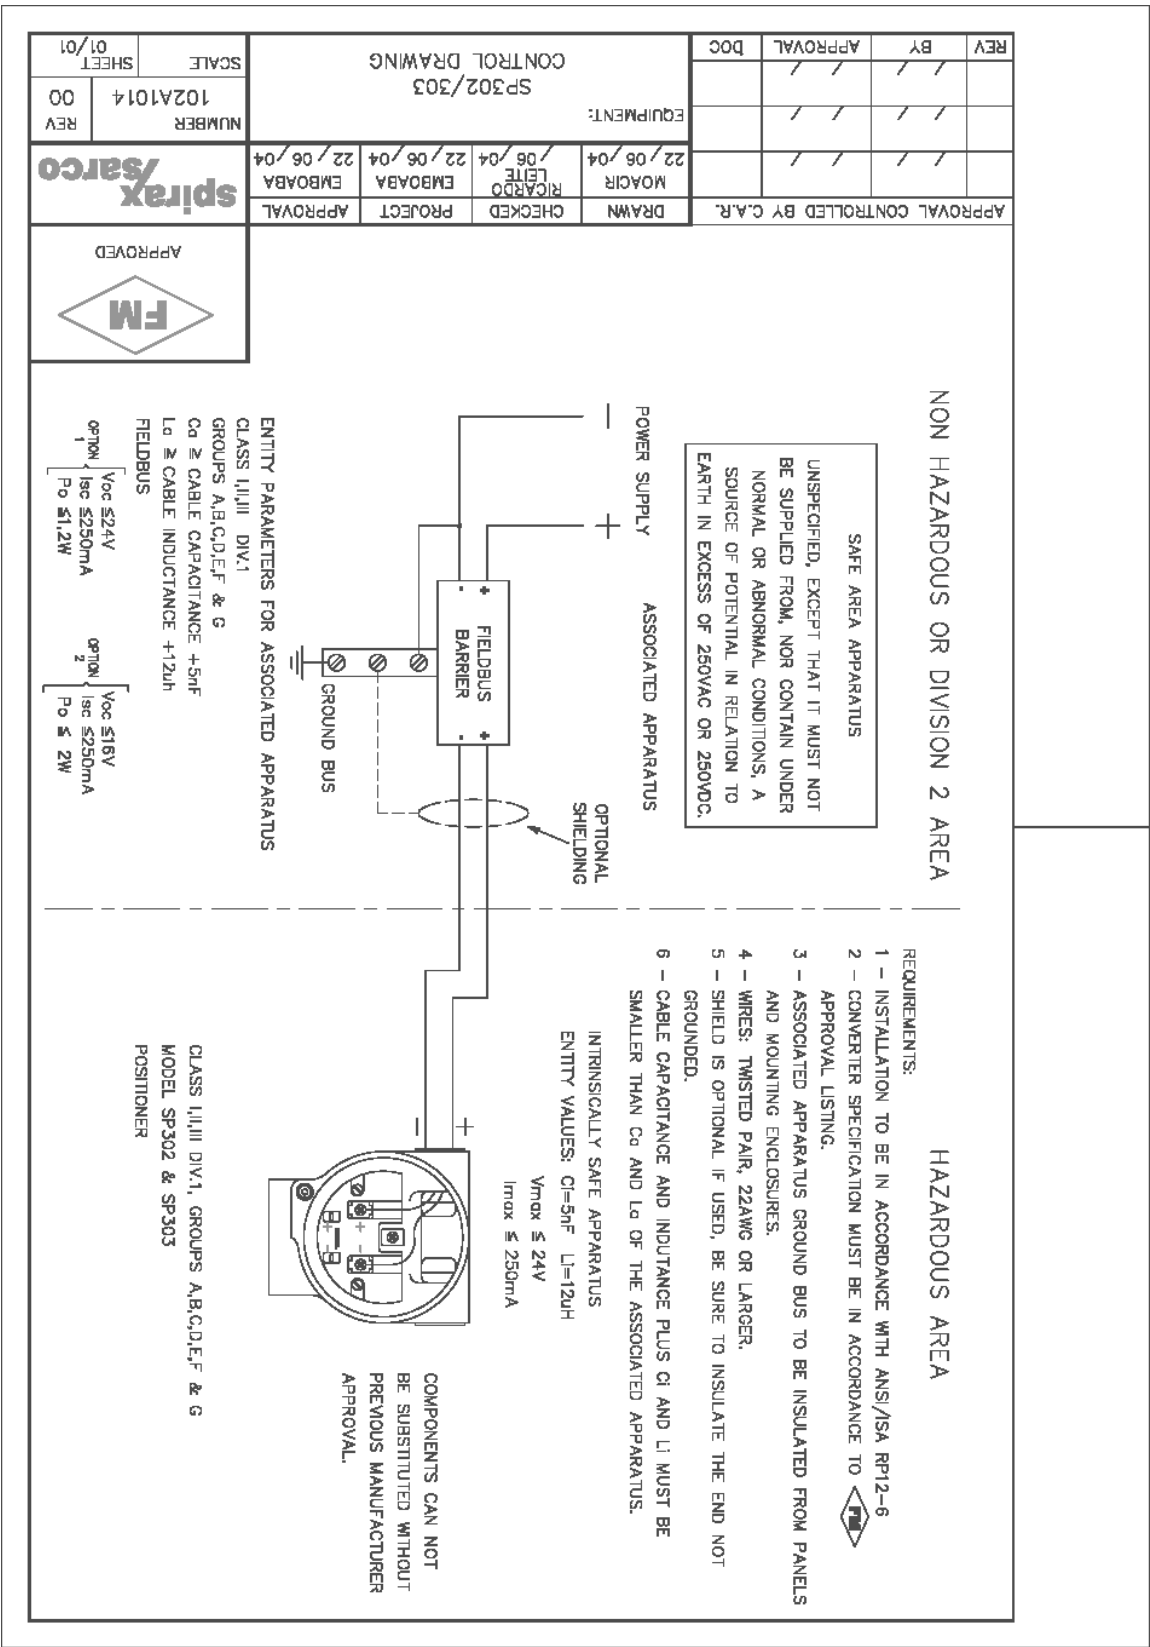 NON HAZARDOUS OR DIVISION 2 AREA
SAFE AREA APPARATUS
UNSPECIFIED, EXCEPT THAT IT MUST NOT
BE SUPPLIED FROM, NOR CONTAIN UNDER
NORMAL OR ABNORMAL CONDITIONS, A
SOURCE OF POTENTIAL IN RELATION TO
EARTH IN EXCESS OF 250VAC OR 250VDC.
POWER SUPPLY
ASSOCIATED APPARATUS
− +
OPTIONAL
SHIELDING
- +
FIELDBUS
BARRIER
- +
GROUND BUS
ENTITY PARAMETERS FOR ASSOCIATED APPARATUS
CLASS I,II,III DIV.1
GROUPS A,B,C,D,E,F & G
Ca ≥ CABLE CAPACITANCE +5nF
La ≥ CABLE INDUCTANCE +12uh
FIELDBUS
OPTION
1
Voc ≤24V
Isc ≤250mA
Po ≤1,2W
OPTION
2
Voc ≤16V
Isc ≤250mA
Po ≤ 2W
HAZARDOUS AREA
REQUIREMENTS:
1 − INSTALLATION TO BE IN ACCORDANCE WITH ANSI/ISA RP12−6
2 − CONVERTER SPECIFICATION MUST BE IN ACCORDANCE TO FM
APPROVAL LISTING.
3 − ASSOCIATED APPARATUS GROUND BUS TO BE INSULATED FROM PANELS
AND MOUNTING ENCLOSURES.
4 − WIRES: TWISTED PAIR, 22AWG OR LARGER.
5 − SHIELD IS OPTIONAL IF USED, BE SURE TO INSULATE THE END NOT
GROUNDED.
6 − CABLE CAPACITANCE AND INDUTANCE PLUS Ci AND Li MUST BE
SMALLER THAN Ca AND La OF THE ASSOCIATED APPARATUS.
INTRINSICALLY SAFE APPARATUS
ENTITY VALUES: Ci=5nF Li=12uH
Vmax ≤ 24V
Imax ≤ 250mA
− +
+ −
+ −
COMPONENTS CAN NOT
BE SUBSTITUTED WITHOUT
PREVIOUS MANUFACTURER
APPROVAL.
CLASS I,II,III DIV.1, GROUPS A,B,C,D,E,F & G
MODEL SP302 & SP303
POSITIONER
FM
APPROVED
APPROVAL CONTROLLED BY C.A.R.
/ / / /
/ / / /
/ / / /
REV BY APPROVAL DOC
DRAWN CHECKED PROJECT APPROVAL
MOACIR
22/06/04
RICARDO
LEITE
/06/04
EMBOABA
22/06/04
EMBOABA
22/06/04
spirax
sarco
EQUIPMENT:
SP302/303
CONTROL DRAWING
NUMBER
102A1014
REV
00
SCALE
SHEET
01/01